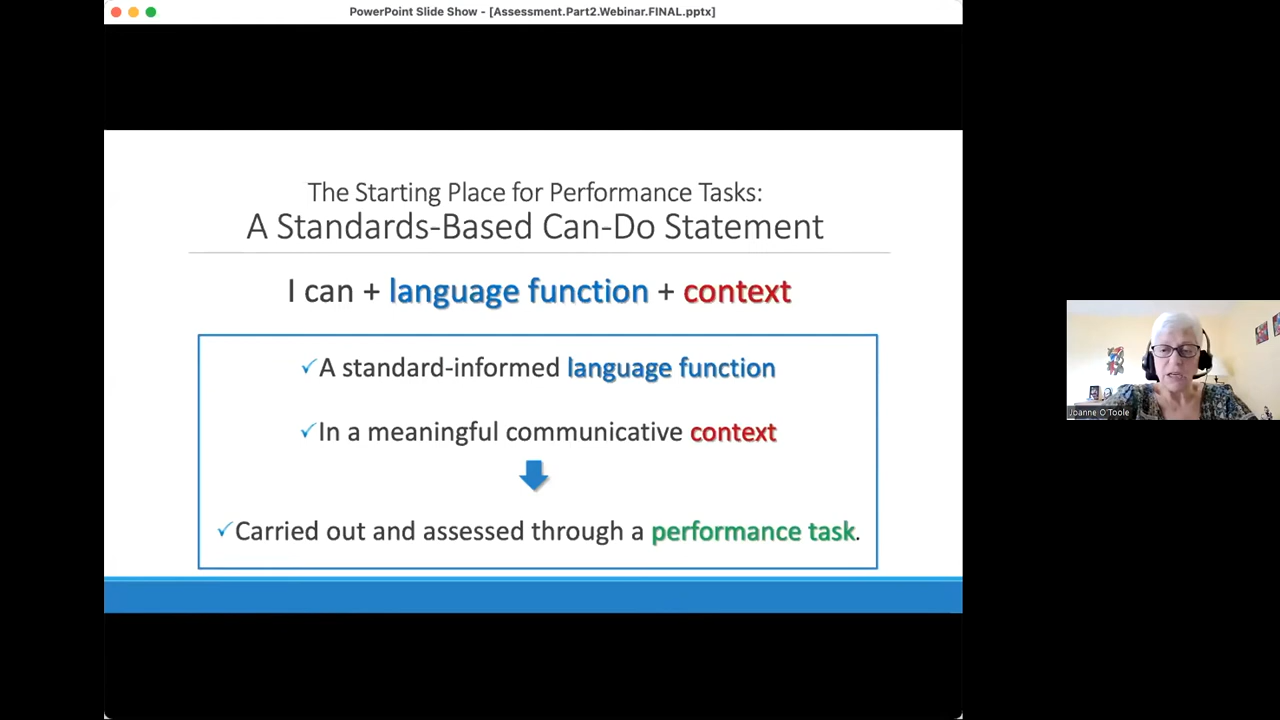 PowerPoint Slide Show - [Assessment.Part2.Webinar.FINAL.pptx]
The Starting Place for Performance Tasks:
A Standards-Based Can-Do Statement
I can + language function + context
✓A standard-informed language function
✓In a meaningful communicative context
✓Carried out and assessed through a performance task.
Joanne O'Toole